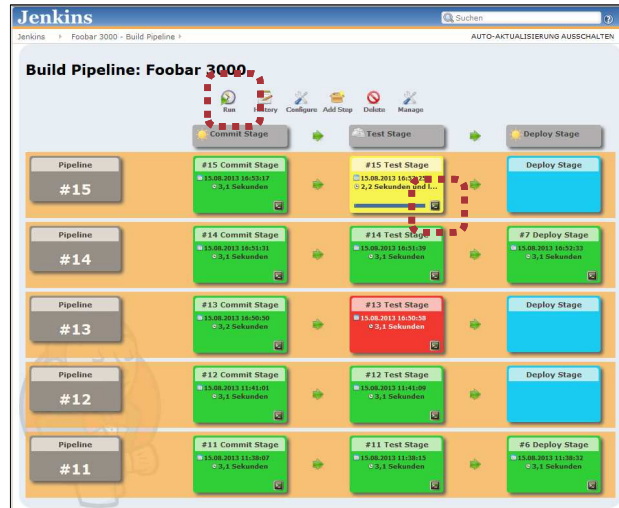 Jenkins
Suchen
Jenkins Foobar 3000 - Build Pipeline
AUTO-AKTUALISIERUNG AUSSCHALTEN
Build Pipeline: Foobar 3000
Run History Configure Add Step Delete Manage
Commit Stage Test Stage Deploy Stage
Pipeline #15 Commit Stage #15 Test Stage Deploy Stage
#15 15.08.2013 16:53:17 15.08.2013
3,1 Sekunden 2,2 Sekunden und l...
Pipeline #14 Commit Stage #14 Test Stage #7 Deploy Stage
#14 15.08.2013 16:51:31 15.08.2013 16:51:39 15.08.2013 16:52:33
3,1 Sekunden 3,1 Sekunden 3,1 Sekunden
Pipeline #13 Commit Stage #13 Test Stage Deploy Stage
#13 15.08.2013 16:50:50 15.08.2013 16:50:58
3,2 Sekunden 3,1 Sekunden
Pipeline #12 Commit Stage #12 Test Stage Deploy Stage
#12 15.08.2013 11:41:01 15.08.2013 11:41:09
3,1 Sekunden 3,1 Sekunden
Pipeline #11 Commit Stage #11 Test Stage #6 Deploy Stage
#11 15.08.2013 11:38:07 15.08.2013 11:38:15 15.08.2013 11:38:32
3,1 Sekunden 3,1 Sekunden 3,1 Sekunden